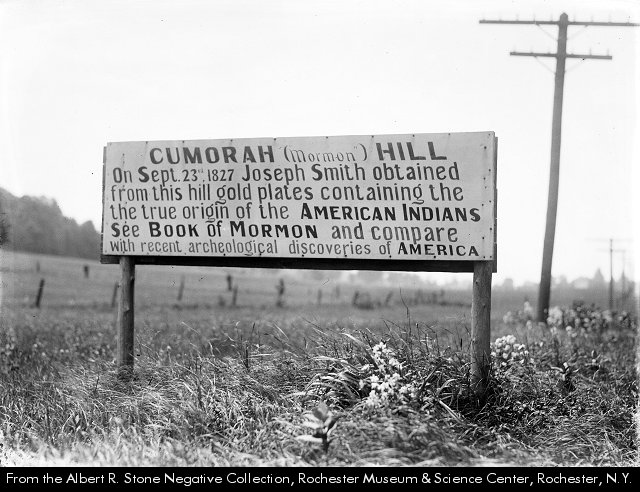 CUMORAH (Mormon) HILL
On Sept. 23rd. 1827 Joseph Smith obtained
from this hill gold plates containing the
the true origin of the AMERICAN INDIANS
See BOOK OF MORMON and compare
with recent archeological discoveries of AMERICA
From the Albert R. Stone Negative Collection, Rochester Museum & Science Center, Rochester, N.Y.